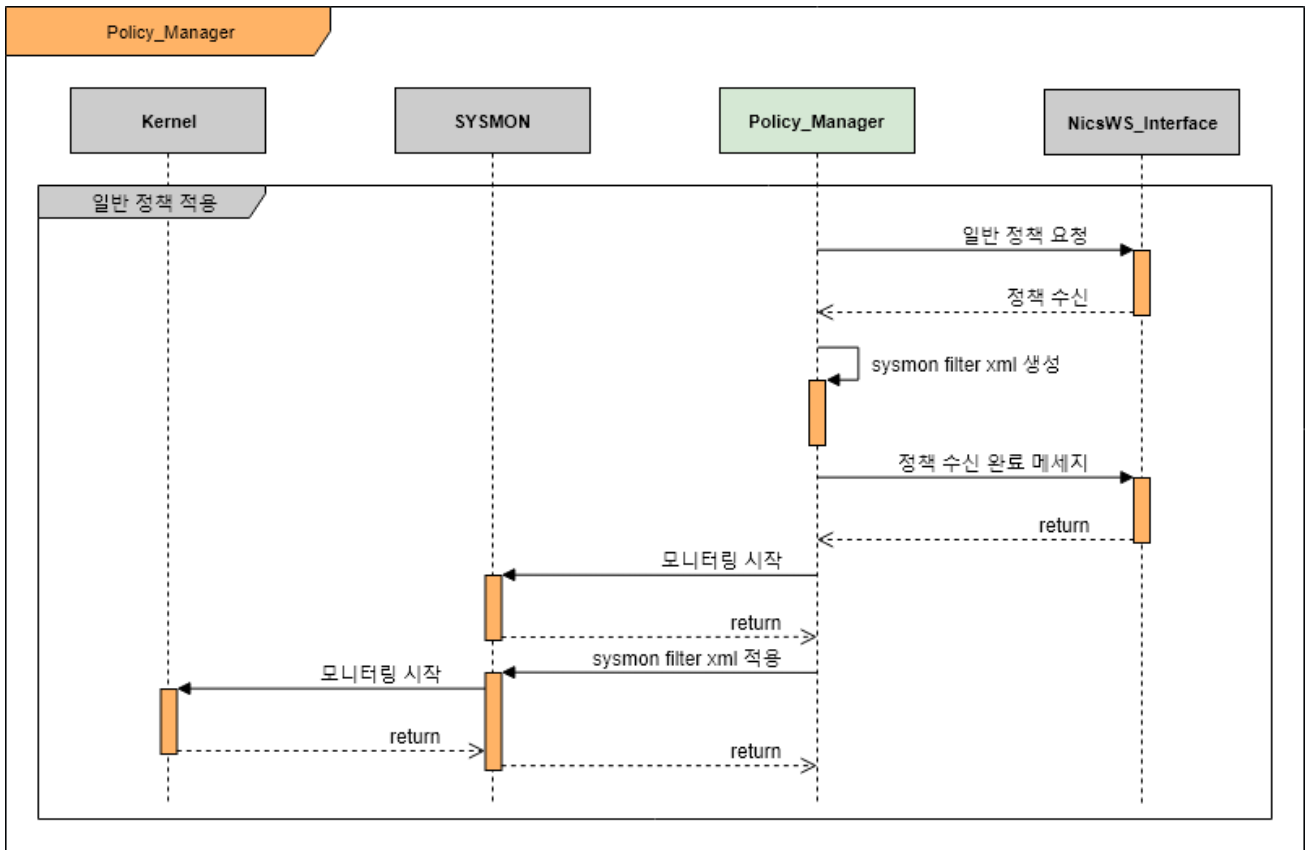 Policy_Manager
Kernel
SYSMON
Policy_Manager
NicsWS_Interface
일반 정책 적용
일반 정책 요청
정책 수신
sysmon filter xml 생성
정책 수신 완료 메세지
return
모니터링 시작
return
sysmon filter xml 적용
모니터링 시작
return
return